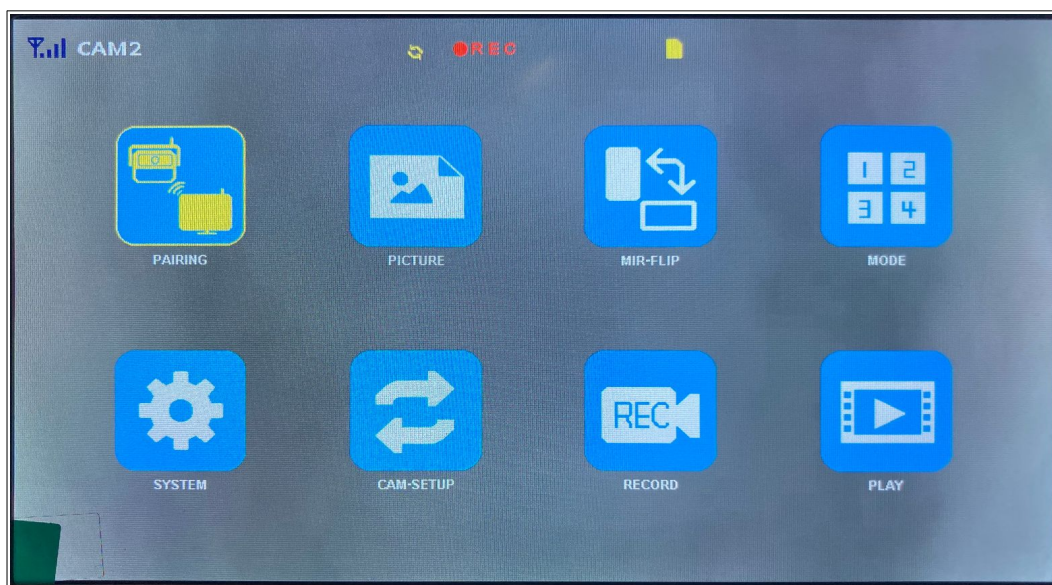 CAM2
REC
1 2
3 4
PAIRING
PICTURE
MIR-FLIP
MODE
REC
SYSTEM
CAM-SETUP
RECORD
PLAY